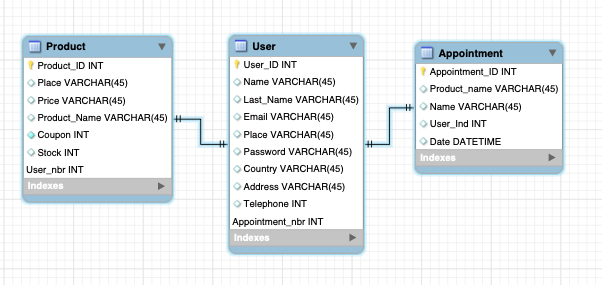 Product
Product_ID INT
Place VARCHAR(45)
Price VARCHAR(45)
Product_Name VARCHAR(45)
Coupon INT
Stock INT
User_nbr INT
Indexes
User
User_ID INT
Name VARCHAR(45)
Last_Name VARCHAR(45)
Email VARCHAR(45)
Place VARCHAR(45)
Password VARCHAR(45)
Country VARCHAR(45)
Address VARCHAR(45)
Telephone INT
Appointment_nbr INT
Indexes
Appointment
Appointment_ID INT
Product_name VARCHAR(45)
Name VARCHAR(45)
User_Ind INT
Date DATETIME
Indexes